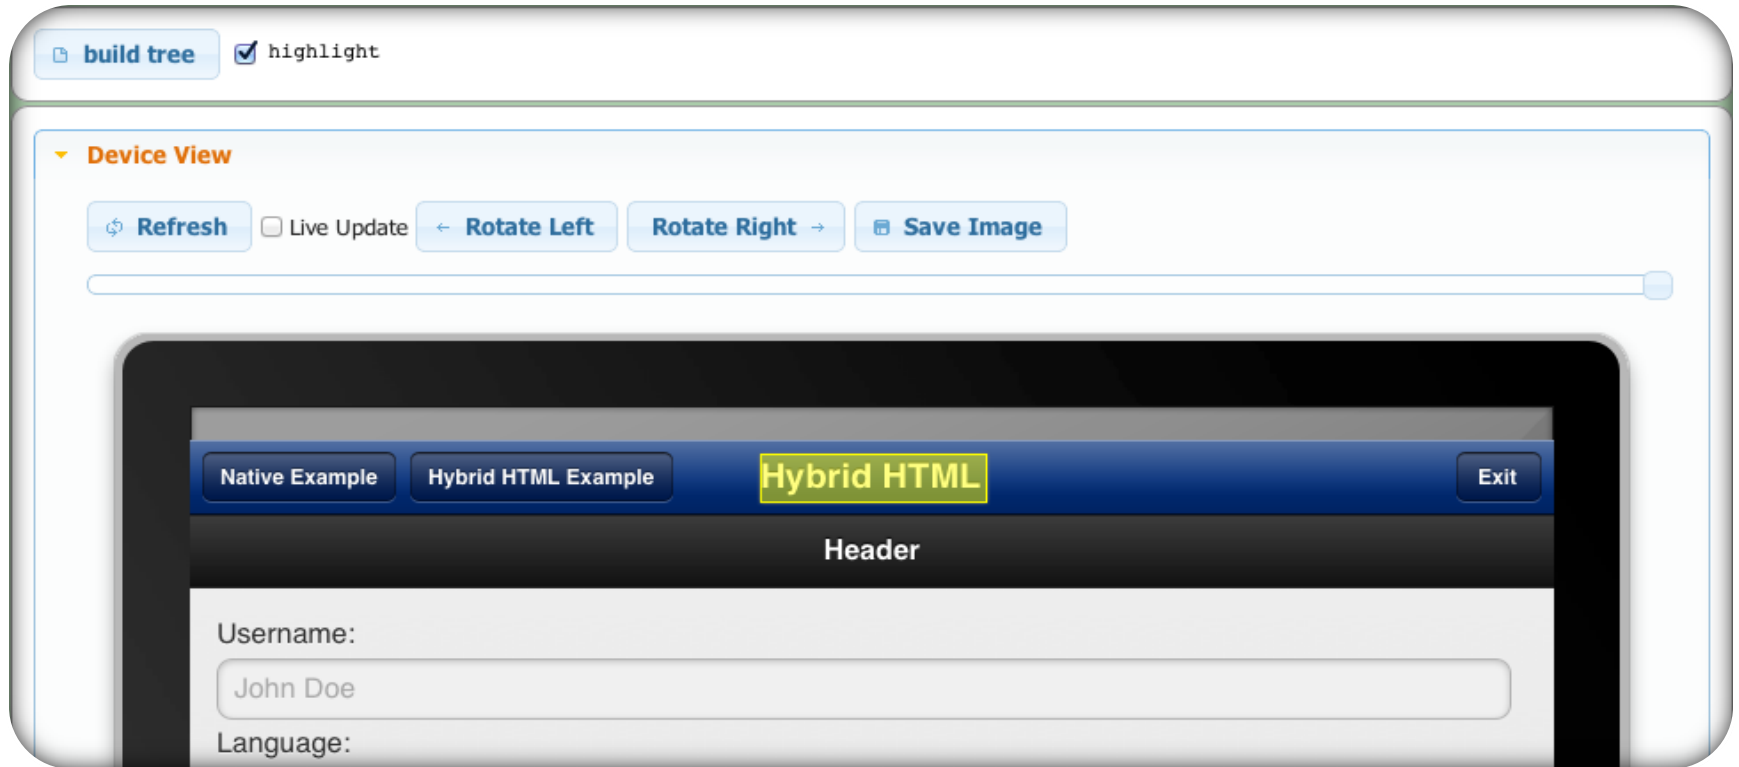 build tree highlight
Device View
Refresh Live Update ← Rotate Left Rotate Right → Save Image
Native Example Hybrid HTML Example Hybrid HTML Exit
Header
Username:
John Doe
Language: